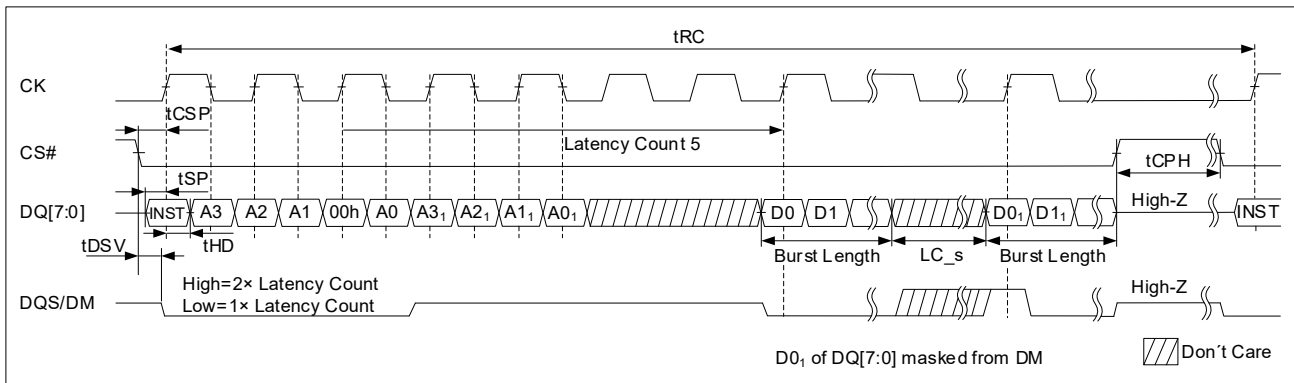 tRC
CK
tCSP
Latency Count 5
CS#
tCPH
tSP
DQ[7:0]
INST A3 A2 A1 00h A0 A3₁ A2₁ A1₁ A0₁ D0 D1 D0₁ D1₁ High-Z INST
tHD
tDSV
Burst Length LC_s Burst Length
High=2× Latency Count
Low=1× Latency Count
DQS/DM
High-Z
D0₁ of DQ[7:0] masked from DM
Don´t Care